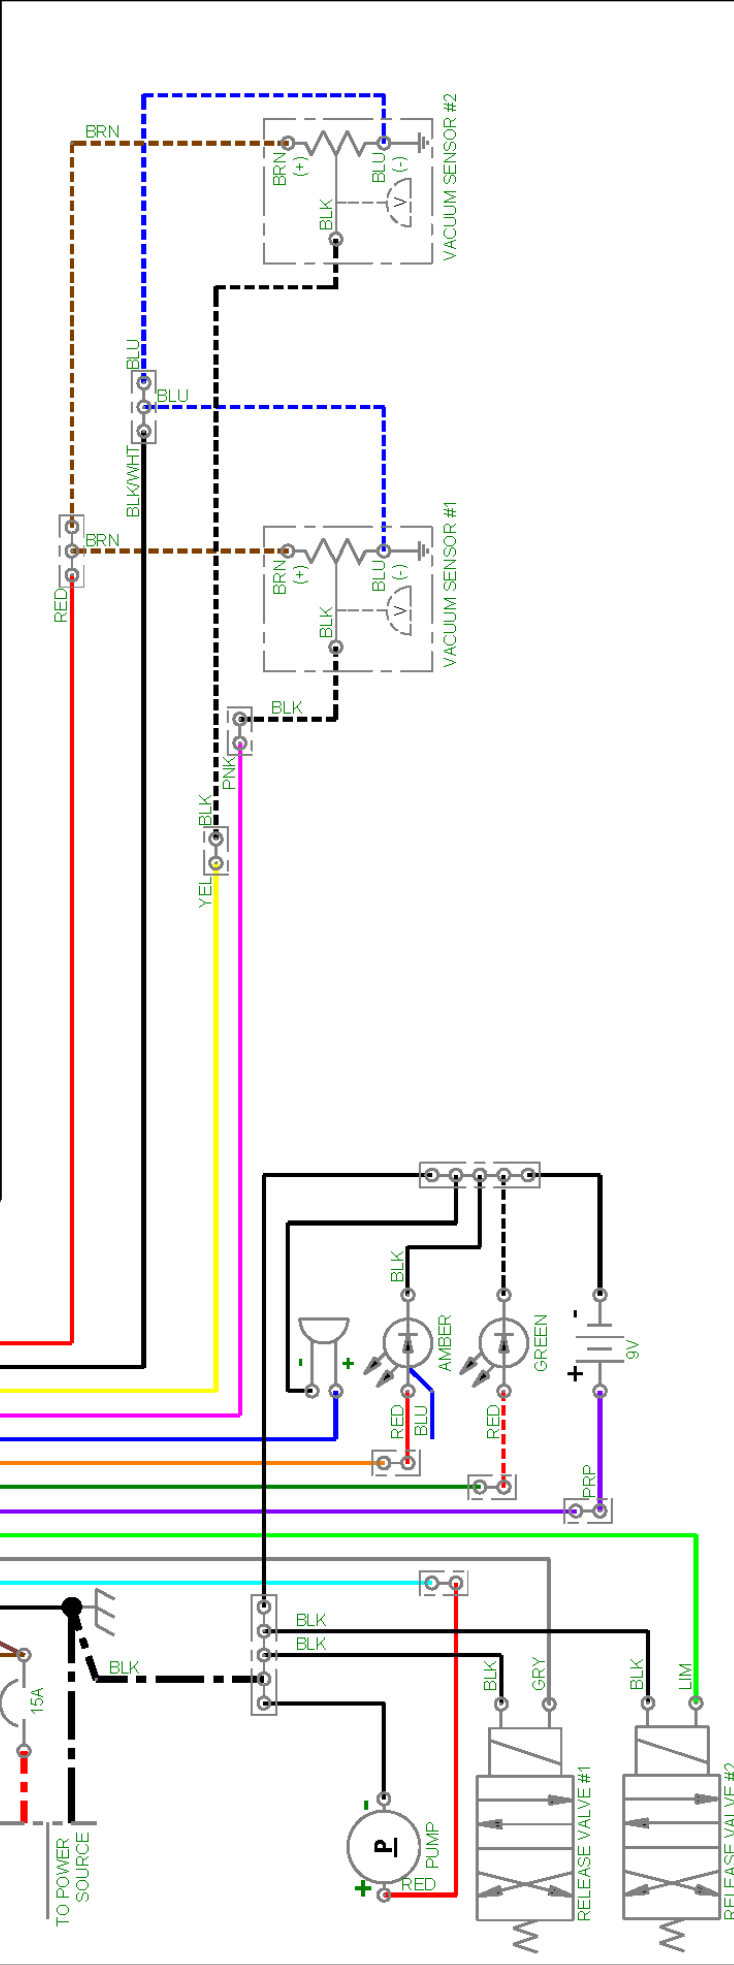 BRN
BRN
(+)
BLU
(-)
BLK
V
VACUUM SENSOR #2
BLU
BLU
BLK/WHT
BRN
RED
BRN
(+)
BLU
(-)
BLK
V
VACUUM SENSOR #1
BLK
PNK
BLK
YEL
BLK
-
+
AMBER
GREEN
-
+
9V
RED
BLU
RED
PRP
BLK
BLK
BLK
BLK
GRY
BLK
LIM
15A
TO POWER
SOURCE
-
P
+
PUMP
RED
RELEASE VALVE #1
RELEASE VALVE #2